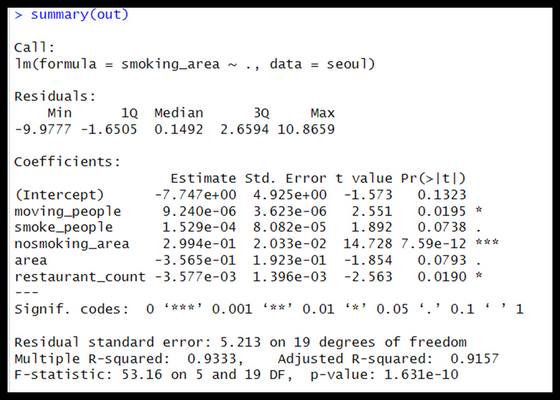 > summary(out)
Call:
lm(formula = smoking_area ~ ., data = seoul)
Residuals:
Min 1Q Median 3Q Max
-9.9777 -1.6505 0.1492 2.6594 10.8659
Coefficients:
Estimate Std. Error t value Pr(>|t|)
(Intercept) -7.747e+00 4.925e+00 -1.573 0.1323
moving_people 9.240e-06 3.623e-06 2.551 0.0195 *
smoke_people 1.529e-04 8.082e-05 1.892 0.0738 .
nosmoking_area 2.994e-01 2.033e-02 14.728 7.59e-12 ***
area -3.565e-01 1.923e-01 -1.854 0.0793 .
restaurant_count -3.577e-03 1.396e-03 -2.563 0.0190 *
---
Signif. codes: 0 ‘***’ 0.001 ‘**’ 0.01 ‘*’ 0.05 ‘.’ 0.1 ‘ ’ 1
Residual standard error: 5.213 on 19 degrees of freedom
Multiple R-squared: 0.9333, Adjusted R-squared: 0.9157
F-statistic: 53.16 on 5 and 19 DF, p-value: 1.631e-10